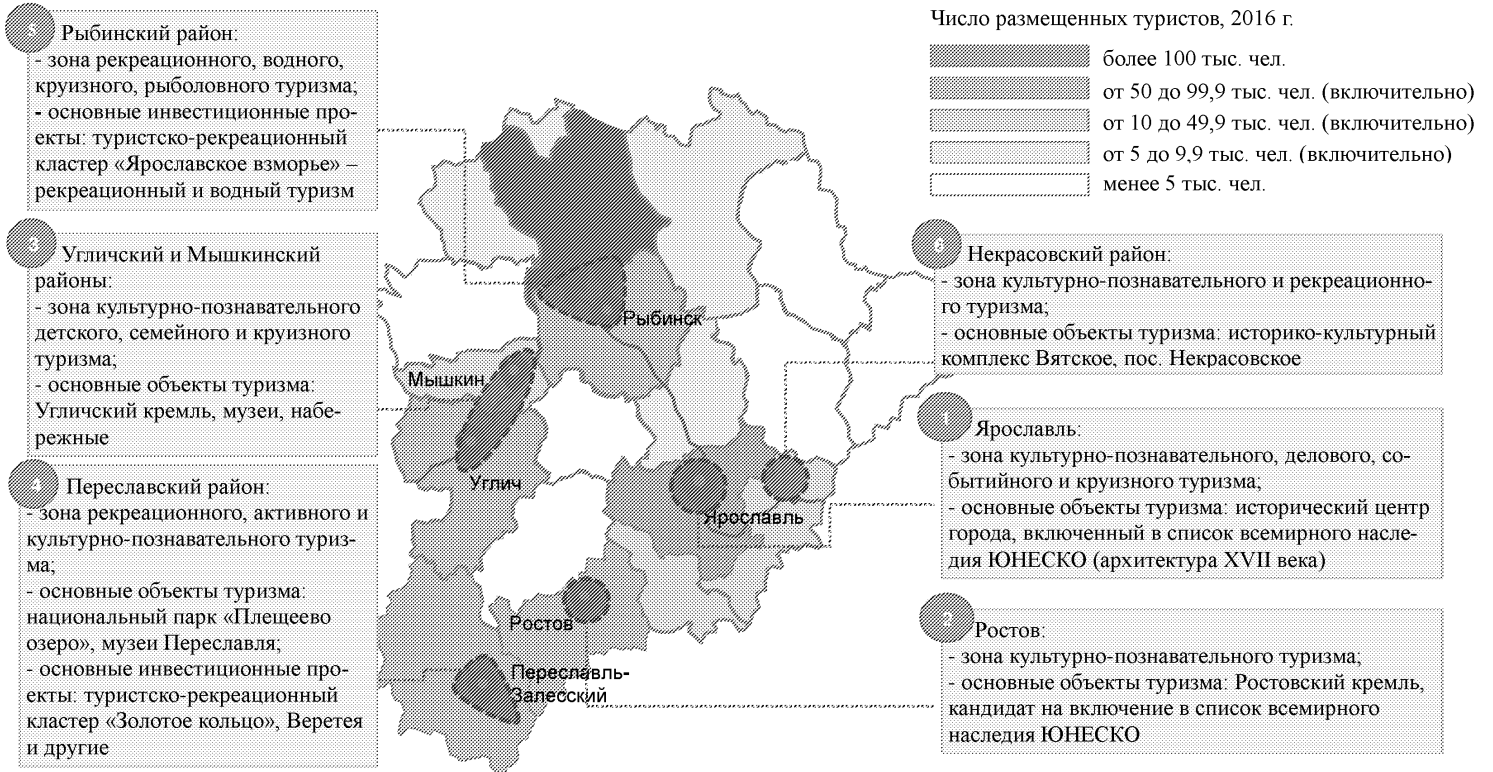 5
Рыбинский район:
- зона рекреационного, водного,
круизного, рыболовного туризма;
- основные инвестиционные про-
екты: туристско-рекреационный
кластер «Ярославское взморье» –
рекреационный и водный туризм
3
Угличский и Мышкинский
районы:
- зона культурно-познавательного
детского, семейного и круизного
туризма;
- основные объекты туризма:
Угличский кремль, музеи, набе-
режные
4
Переславский район:
- зона рекреационного, активного и
культурно-познавательного туриз-
ма;
- основные объекты туризма:
национальный парк «Плещеево
озеро», музеи Переславля;
- основные инвестиционные про-
екты: туристско-рекреационный
кластер «Золотое кольцо», Веретея
и другие
Рыбинск
Мышкин
Углич
Ярославль
Ростов
Переславль-
Залесский
Число размещенных туристов, 2016 г.
более 100 тыс. чел.
от 50 до 99,9 тыс. чел. (включительно)
от 10 до 49,9 тыс. чел. (включительно)
от 5 до 9,9 тыс. чел. (включительно)
менее 5 тыс. чел.
6
Некрасовский район:
- зона культурно-познавательного и рекреационно-
го туризма;
- основные объекты туризма: историко-культурный
комплекс Вятское, пос. Некрасовское
1
Ярославль:
- зона культурно-познавательного, делового, со-
бытийного и круизного туризма;
- основные объекты туризма: исторический центр
города, включенный в список всемирного насле-
дия ЮНЕСКО (архитектура XVII века)
2
Ростов:
- зона культурно-познавательного туризма;
- основные объекты туризма: Ростовский кремль,
кандидат на включение в список всемирного
наследия ЮНЕСКО